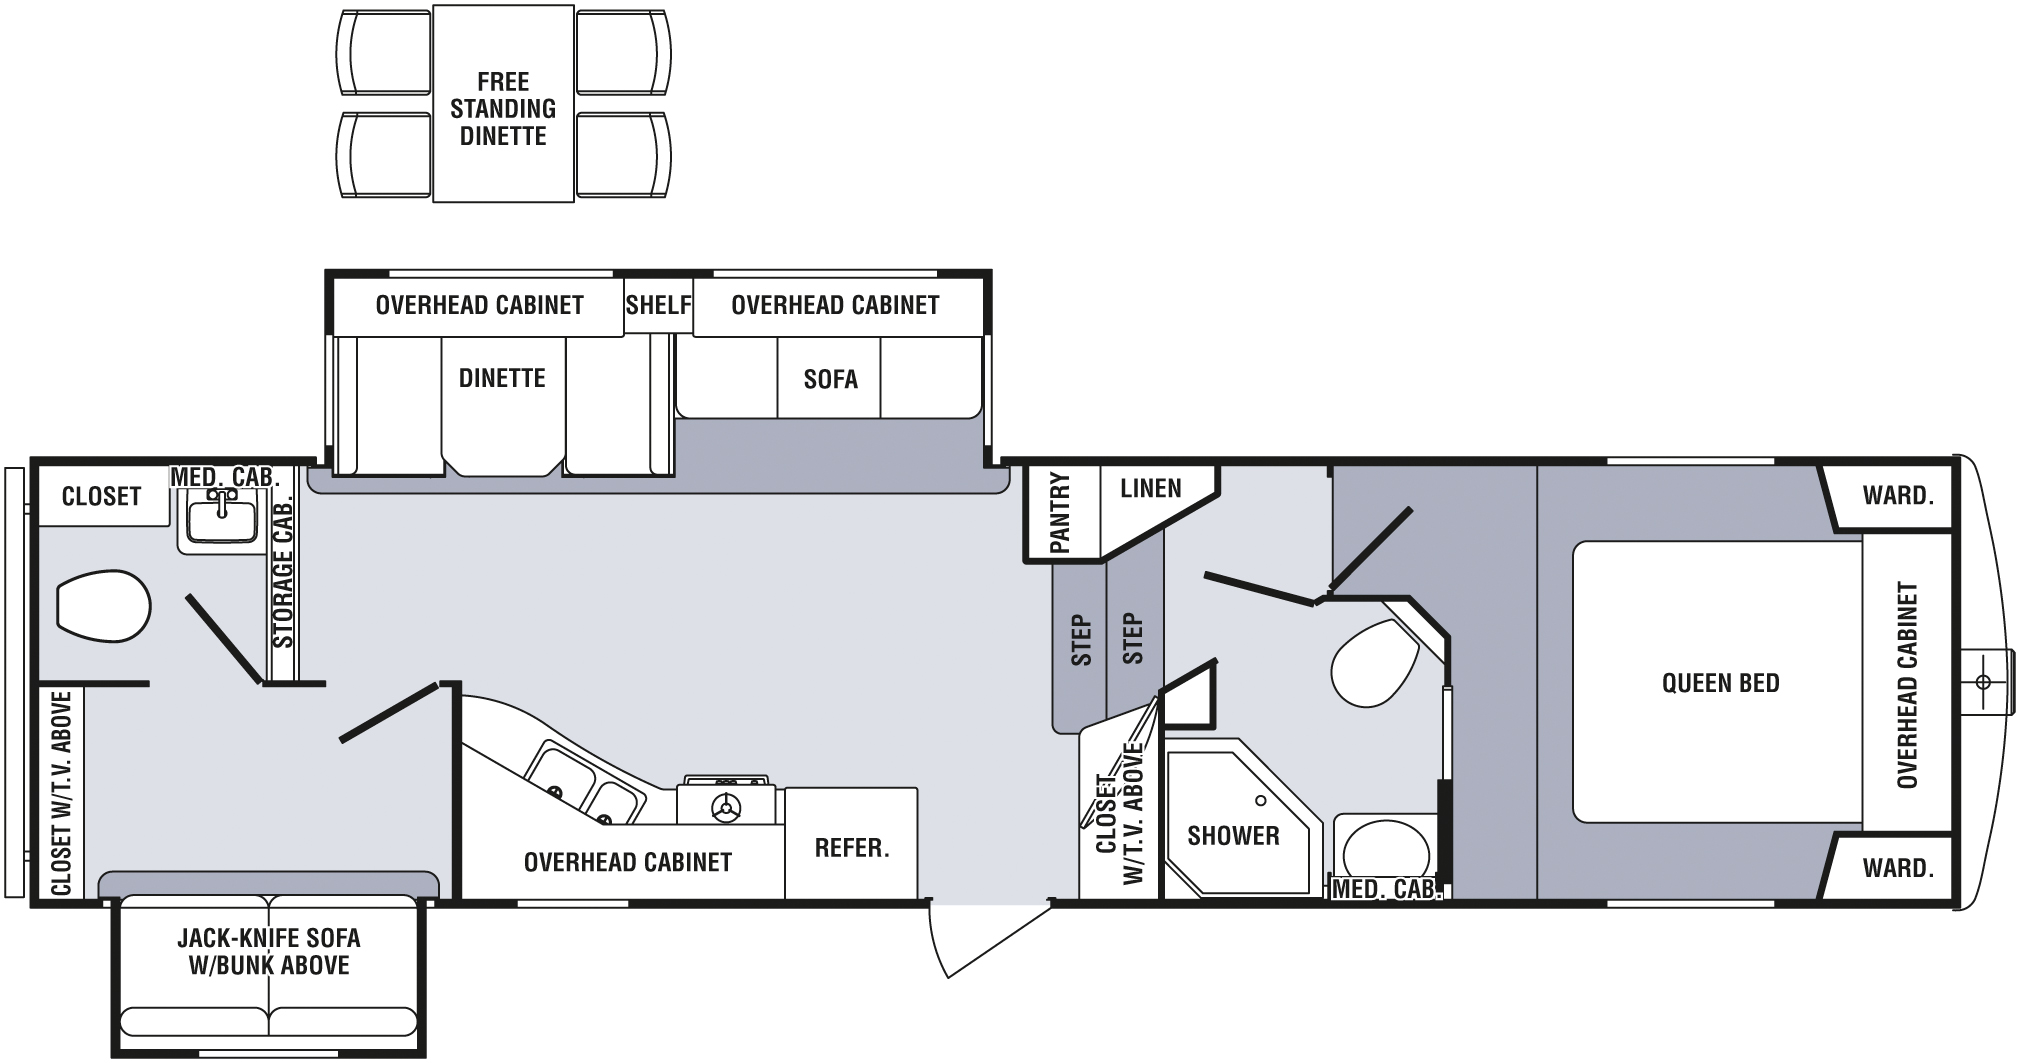 FREE
STANDING
DINETTE
OVERHEAD CABINET
SHELF
OVERHEAD CABINET
DINETTE
SOFA
MED. CAB.
CLOSET
STORAGE CAB.
PANTRY
LINEN
WARD.
STEP
STEP
QUEEN BED
OVERHEAD CABINET
CLOSET W/T.V. ABOVE
CLOSET
W/T.V. ABOVE
SHOWER
REFER.
OVERHEAD CABINET
MED. CAB.
WARD.
JACK-KNIFE SOFA
W/BUNK ABOVE